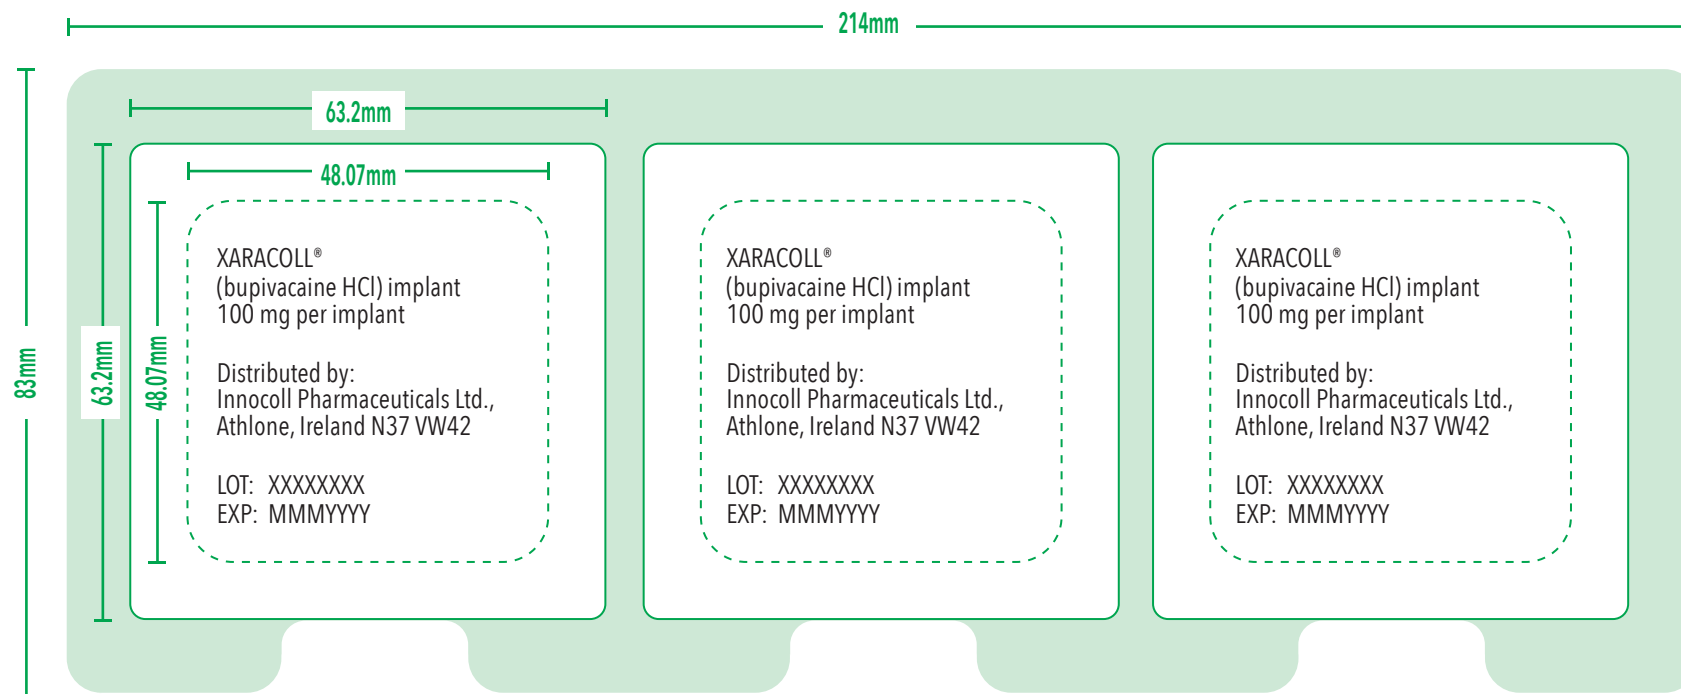 214mm
63.2mm
48.07mm
83mm
63.2mm
48.07mm
XARACOLL®
(bupivacaine HCl) implant
100 mg per implant
Distributed by:
Innocoll Pharmaceuticals Ltd.,
Athlone, Ireland N37 VW42
LOT: XXXXXXXX
EXP: MMMYYYY
XARACOLL®
(bupivacaine HCl) implant
100 mg per implant
Distributed by:
Innocoll Pharmaceuticals Ltd.,
Athlone, Ireland N37 VW42
LOT: XXXXXXXX
EXP: MMMYYYY
XARACOLL®
(bupivacaine HCl) implant
100 mg per implant
Distributed by:
Innocoll Pharmaceuticals Ltd.,
Athlone, Ireland N37 VW42
LOT: XXXXXXXX
EXP: MMMYYYY